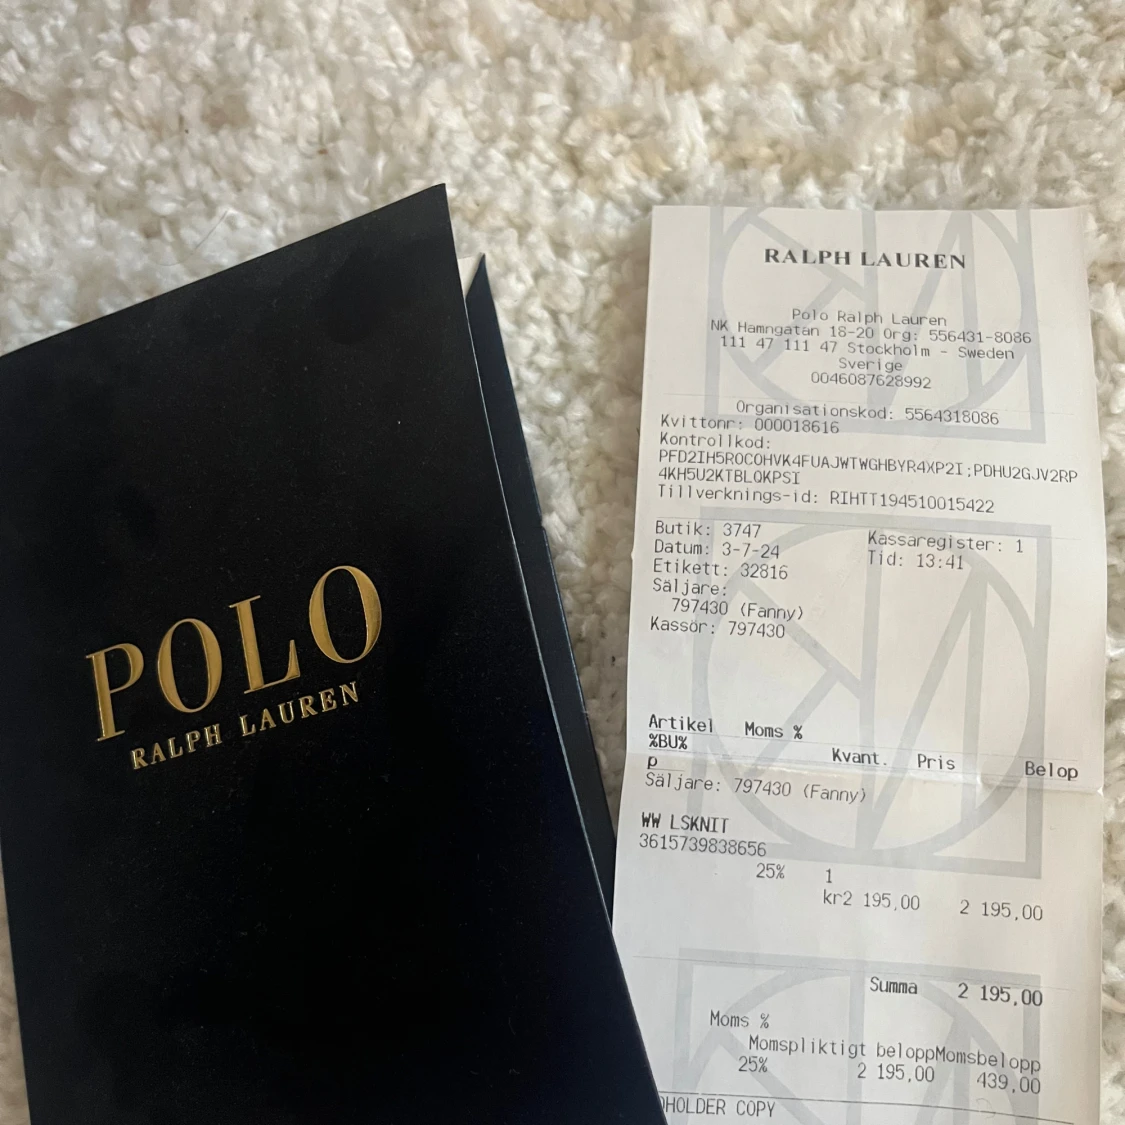 POLO
RALPH LAUREN
RALPH LAUREN
Polo Ralph Lauren
NK Hamngatan 18-20 Org: 556431-8086
111 47 111 47 Stockholm - Sweden
Sverige
0046087628992
Organisationskod: 5564318086
Kvittonr: 000018616
Kontrollkod:
PFD2IH5ROCOHVK4FUAJWTWGHBYR4XP2I;PDHU2GJV2RP
4KH5U2KTBLQKPSI
Tillverknings-id: RIHTT194510015422
Butik: 3747 Kassaregister: 1
Datum: 3-7-24 Tid: 13:41
Etikett: 32816
Säljare:
797430 (Fanny)
Kassör: 797430
Artikel Moms %
%BU%
p Kvant. Pris Belop
Säljare: 797430 (Fanny)
WW LSKNIT
3615739838656
25% 1
kr2 195,00 2 195,00
Summa 2 195,00
Moms %
Momspliktigt beloppMomsbelopp
25% 2 195,00 439,00
HOLDER COPY